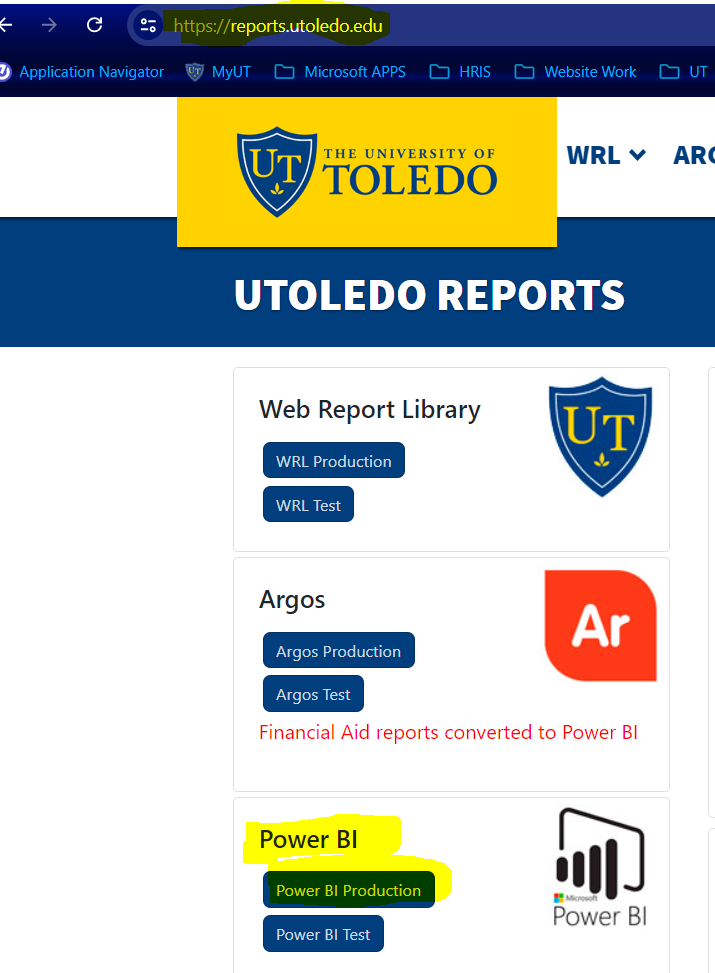 https://reports.utoledo.edu
Application Navigator MyUT Microsoft APPS HRIS Website Work UT
UT THE UNIVERSITY OF
TOLEDO
WRL ARG
UTOLEDO REPORTS
Web Report Library
UT
WRL Production
WRL Test
Argos
Ar
Argos Production
Argos Test
Financial Aid reports converted to Power BI
Power BI
Power BI Production
Microsoft
Power BI
Power BI Test